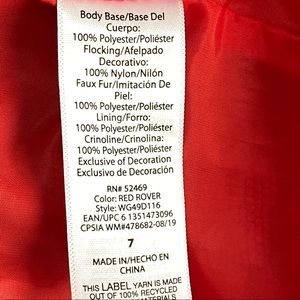 Body Base/Base Del
Cuerpo:
100% Polyester/Poliéster
Flocking/Afelpado
Decorativo:
100% Nylon/Nilón
Faux Fur/Imitación De
Piel:
100% Polyester/Poliéster
Lining/Forro:
100% Polyester/Poliéster
Crinoline/Crinolina:
100% Polyester/Poliéster
Exclusive of Decoration
Exclusivo de Decoración
RN# 52469
Color: RED ROVER
Style: WG49D116
EAN/UPC 6 1351473096
CPSIA WM#478682-08/19
7
MADE IN/HECHO EN
CHINA
THIS LABEL YARN IS MADE
OUT OF 100% RECYCLED
MATERIALS